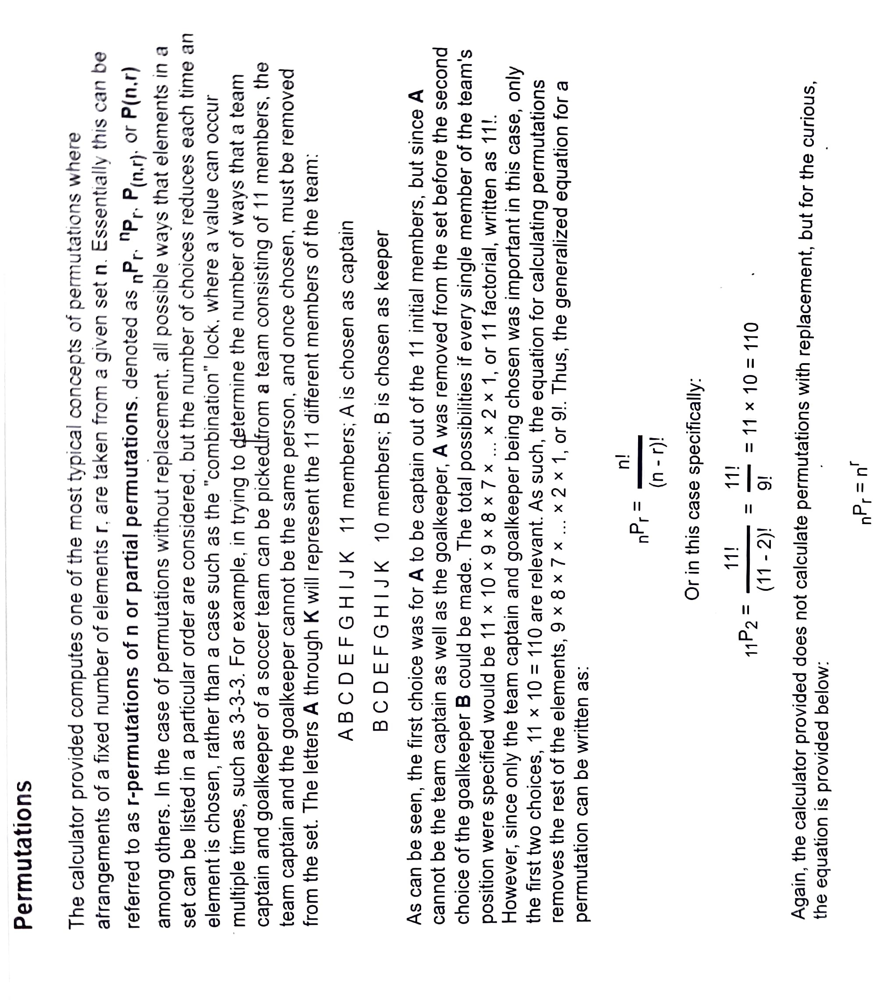 Permutations
The calculator provided computes one of the most typical concepts of permutations where
arrangements of a fixed number of elements r, are taken from a given set n. Essentially this can be
referred to as r-permutations of n or partial permutations, denoted as nPr, nPr, P(n,r), or P(n,r)
among others. In the case of permutations without replacement, all possible ways that elements in a
set can be listed in a particular order are considered, but the number of choices reduces each time an
element is chosen, rather than a case such as the "combination" lock, where a value can occur
multiple times, such as 3-3-3. For example, in trying to determine the number of ways that a team
captain and goalkeeper of a soccer team can be picked from a team consisting of 11 members, the
team captain and the goalkeeper cannot be the same person, and once chosen, must be removed
from the set. The letters A through K will represent the 11 different members of the team:
A B C D E F G H I J K 11 members; A is chosen as captain
B C D E F G H I J K 10 members; B is chosen as keeper
As can be seen, the first choice was for A to be captain out of the 11 initial members, but since A
cannot be the team captain as well as the goalkeeper, A was removed from the set before the second
choice of the goalkeeper B could be made. The total possibilities if every single member of the team's
position were specified would be 11 × 10 × 9 × 8 × 7 × ... × 2 × 1, or 11 factorial, written as 11!.
However, since only the team captain and goalkeeper being chosen was important in this case, only
the first two choices, 11 × 10 = 110 are relevant. As such, the equation for calculating permutations
removes the rest of the elements, 9 × 8 × 7 × ... × 2 × 1, or 9!. Thus, the generalized equation for a
permutation can be written as:
n!
nPr =
(n - r)!
Or in this case specifically:
11! 11!
11P2 = = = 11 × 10 = 110
(11 - 2)! 9!
Again, the calculator provided does not calculate permutations with replacement, but for the curious,
the equation is provided below:
nPr = n^r